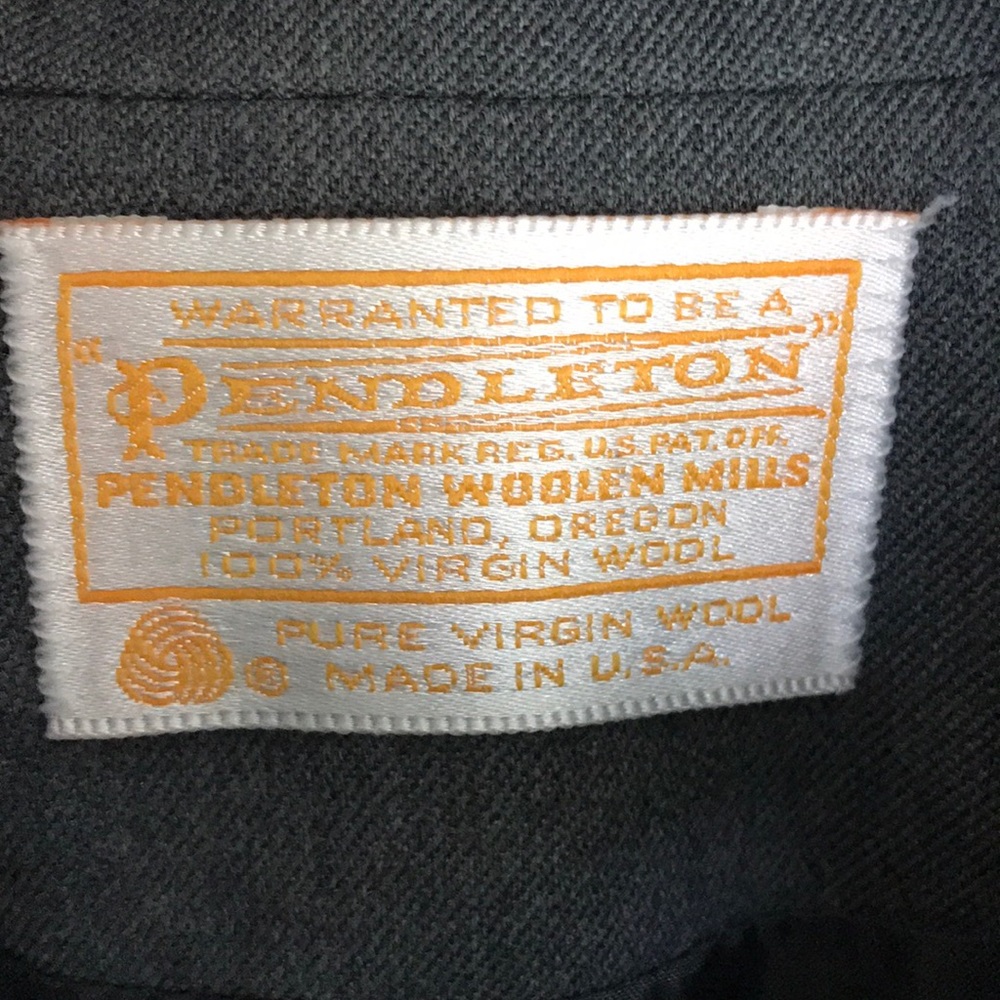 WARRANTED TO BE A
"PENDLETON"
TRADE MARK REG. U.S. PAT. OFF.
PENDLETON WOOLEN MILLS
PORTLAND, OREGON
100% VIRGIN WOOL
PURE VIRGIN WOOL
® MADE IN U.S.A.